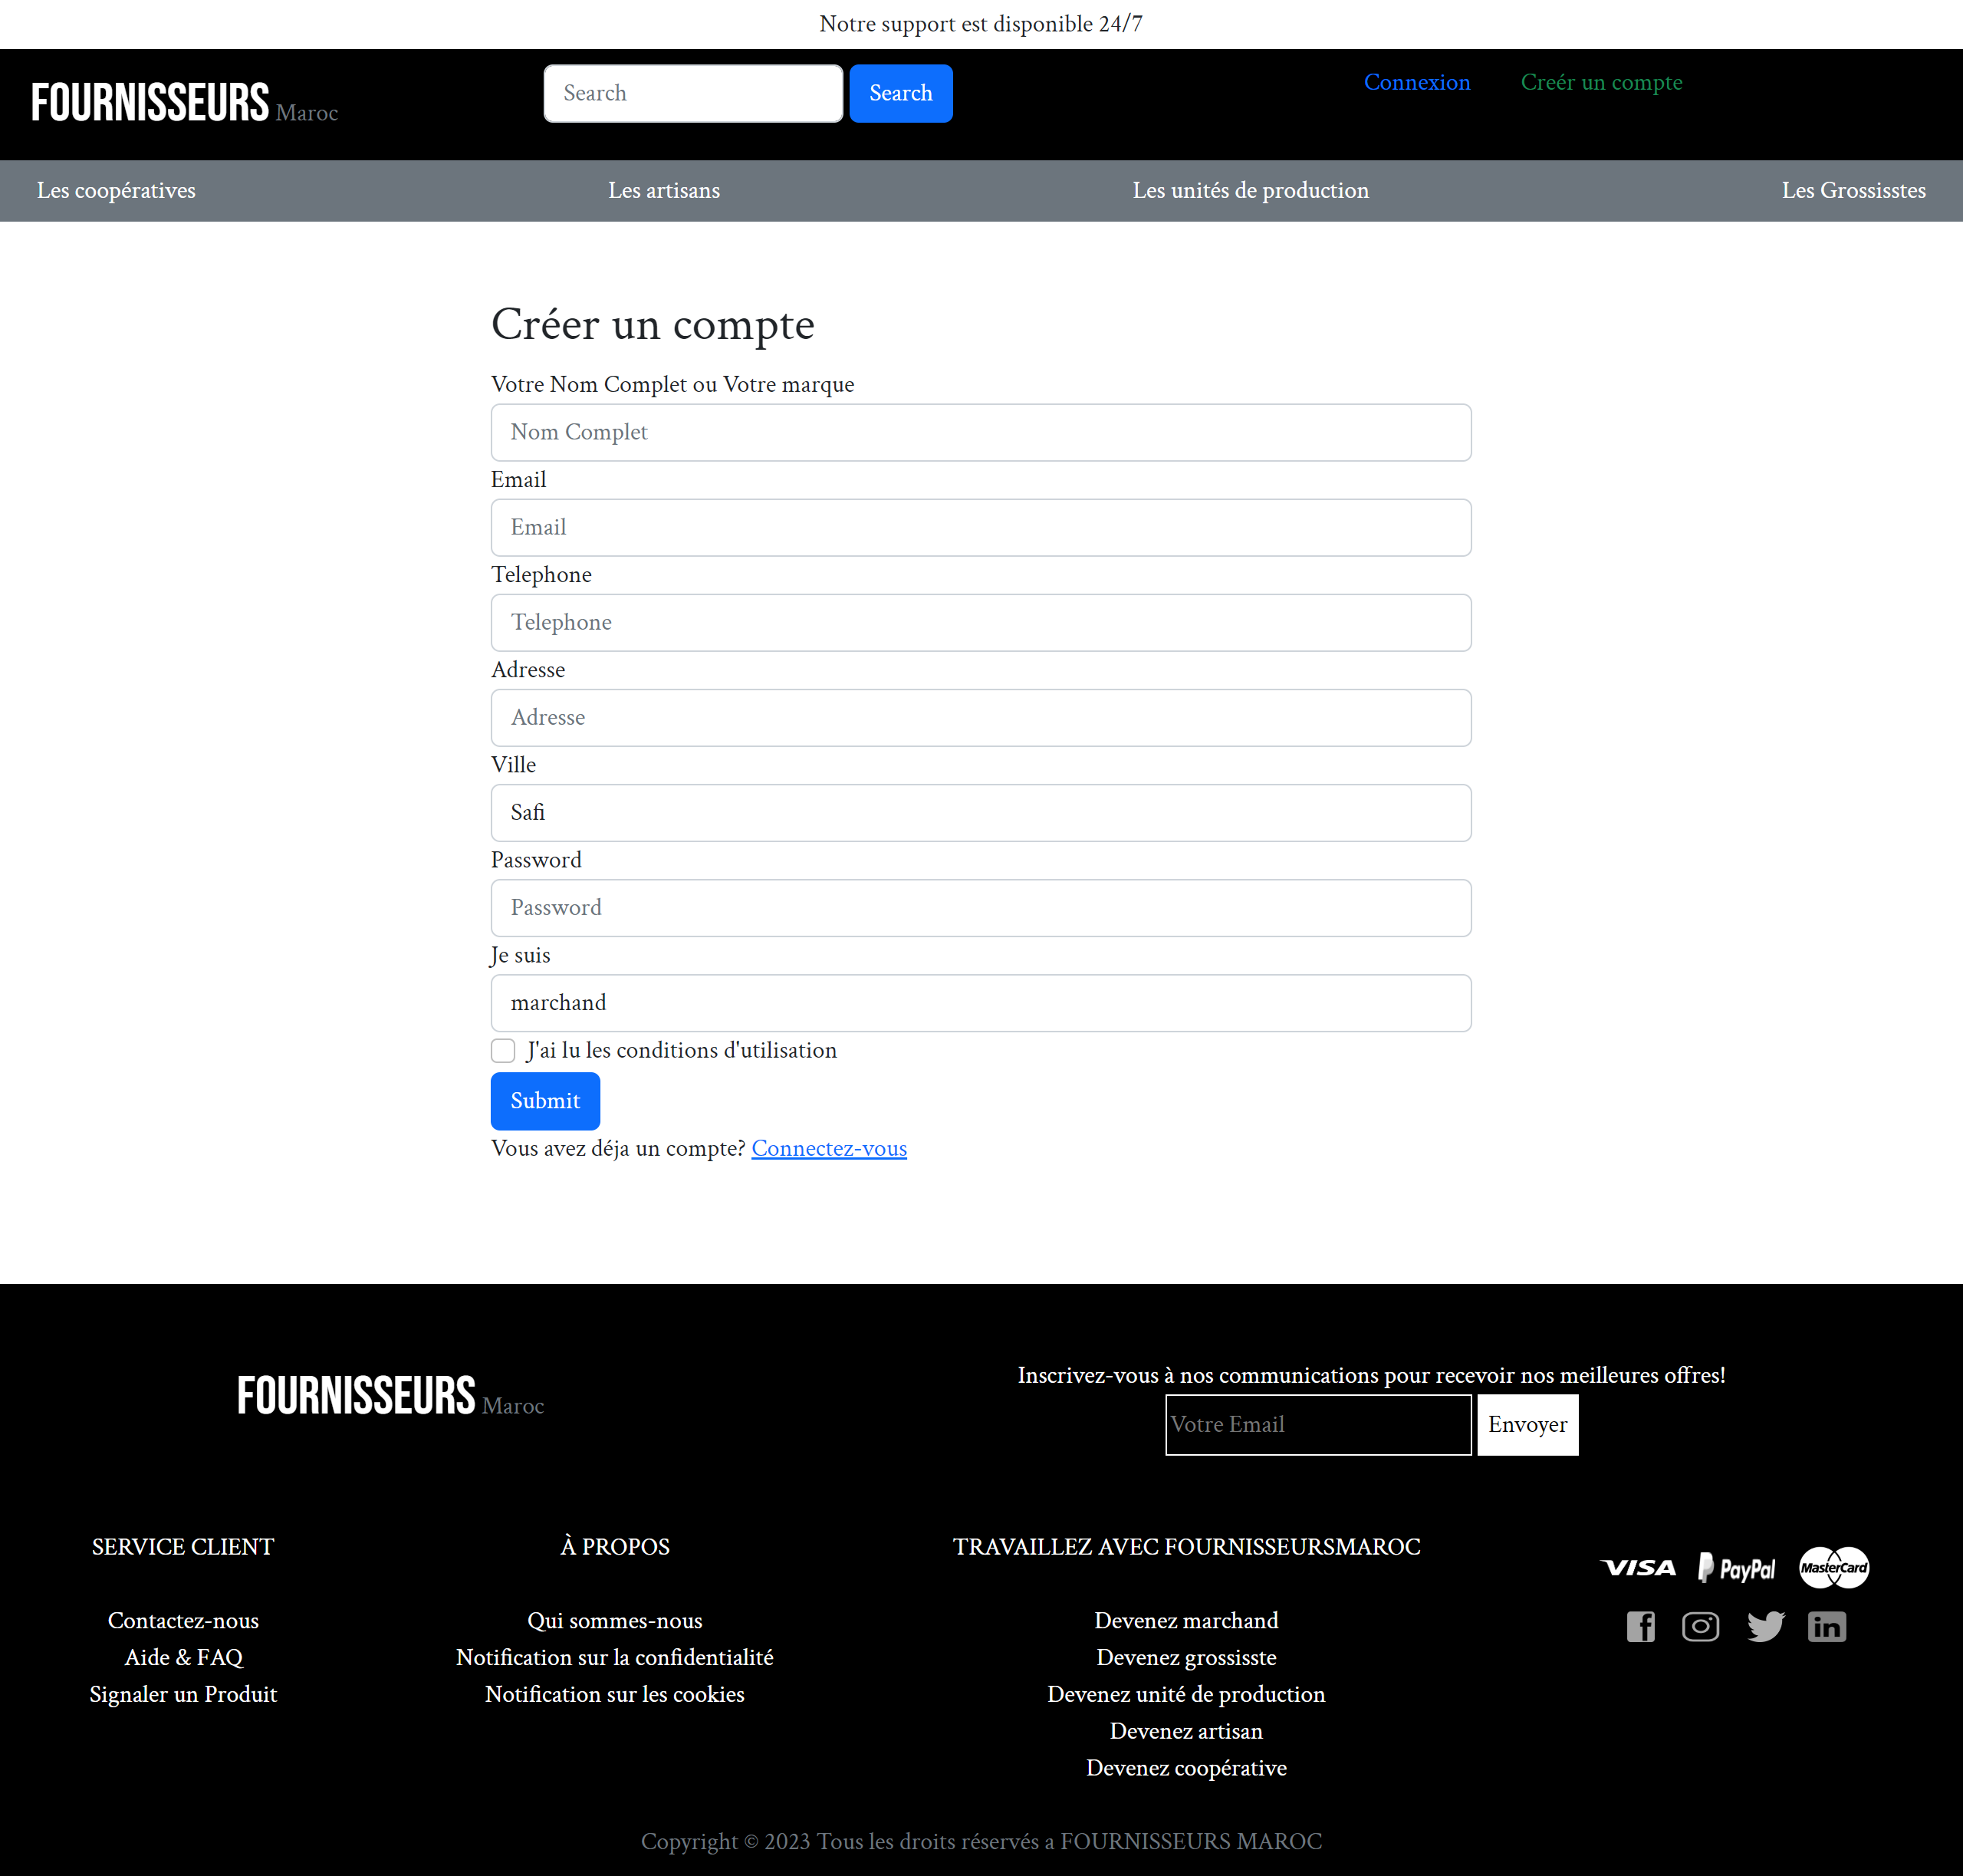 Notre support est disponible 24/7
FOURNISSEURS Maroc
Search
Search
Connexion
Creér un compte
Les coopératives
Les artisans
Les unités de production
Les Grossisstes
Créer un compte
Votre Nom Complet ou Votre marque
Nom Complet
Email
Email
Telephone
Telephone
Adresse
Adresse
Ville
Safi
Password
Password
Je suis
marchand
J'ai lu les conditions d'utilisation
Submit
Vous avez déja un compte? Connectez-vous
FOURNISSEURS Maroc
Inscrivez-vous à nos communications pour recevoir nos meilleures offres!
Votre Email
Envoyer
SERVICE CLIENT
Contactez-nous
Aide & FAQ
Signaler un Produit
À PROPOS
Qui sommes-nous
Notification sur la confidentialité
Notification sur les cookies
TRAVAILLEZ AVEC FOURNISSEURSMAROC
Devenez marchand
Devenez grossisste
Devenez unité de production
Devenez artisan
Devenez coopérative
VISA
PayPal
MasterCard
Copyright © 2023 Tous les droits réservés a FOURNISSEURS MAROC